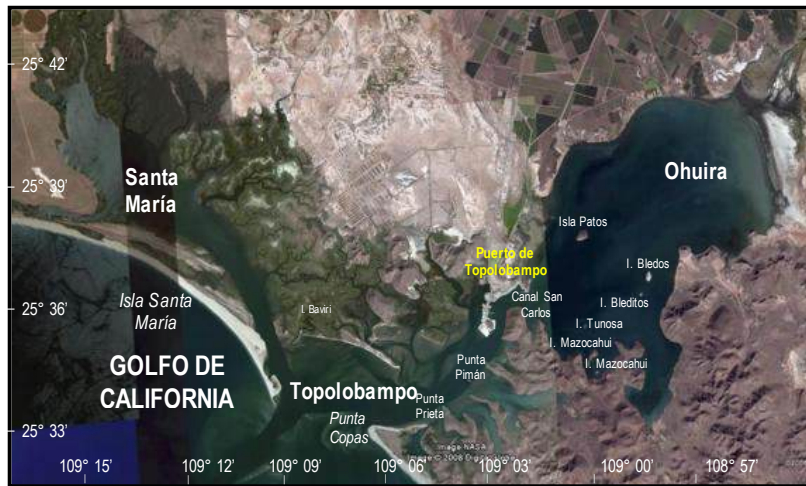 25° 42'
Ohuira
Santa
María
25° 39'
Isla Patos
Puerto de
Topolobampo
I. Bledos
Isla Santa
María
Canal San
Carlos
I. Bleditos
25° 36'
I. Baviri
I. Tunosa
I. Mazocahui
GOLFO DE
CALIFORNIA
Punta
Pimán
I. Mazocahui
Topolobampo
Punta
Prieta
Punta
Copas
25° 33'
Image NASA
109° 15'
109° 12'
109° 09'
109° 06'
109° 03'
109° 00'
108° 57'